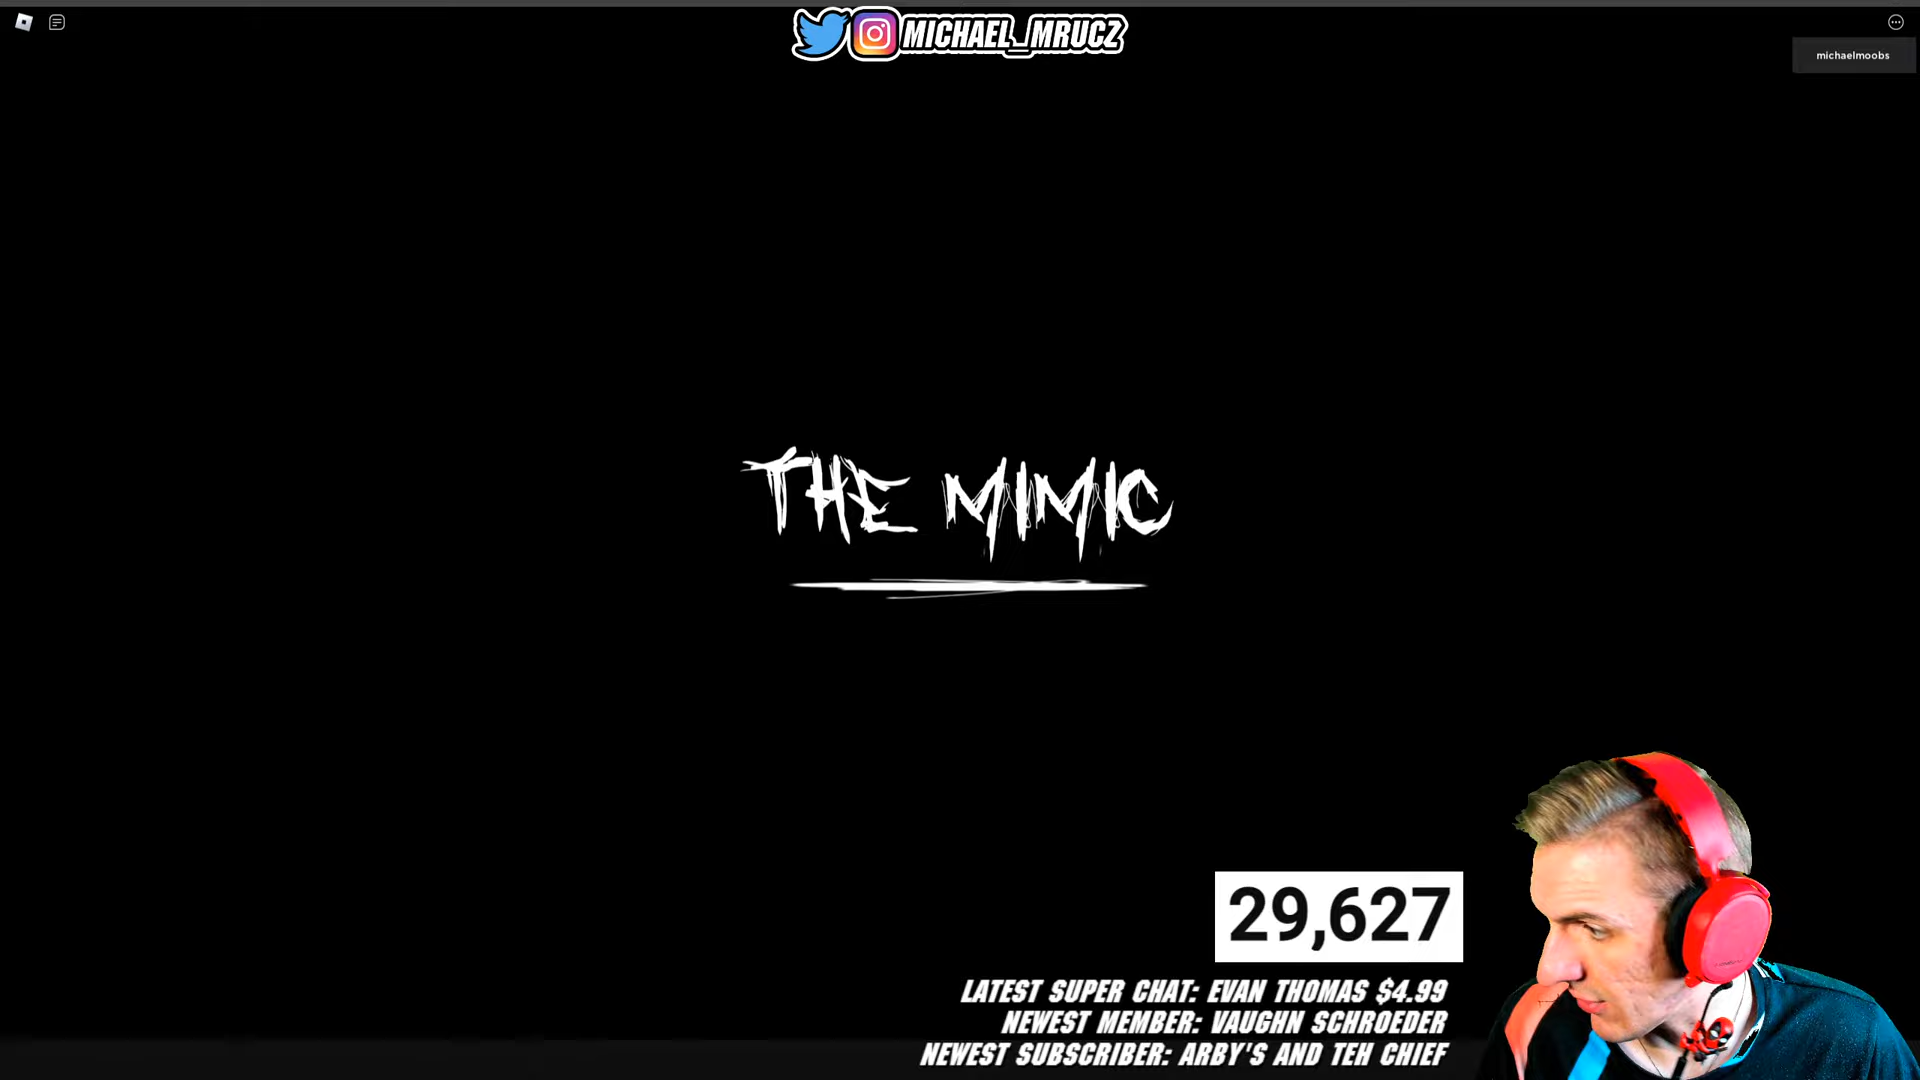 MICHAEL_MRUCZ
michaelmoobs
THE MIMIC
29,627
LATEST SUPER CHAT: EVAN THOMAS $4.99
NEWEST MEMBER: VAUGHN SCHROEDER
NEWEST SUBSCRIBER: ARBY'S AND TEH CHIEF